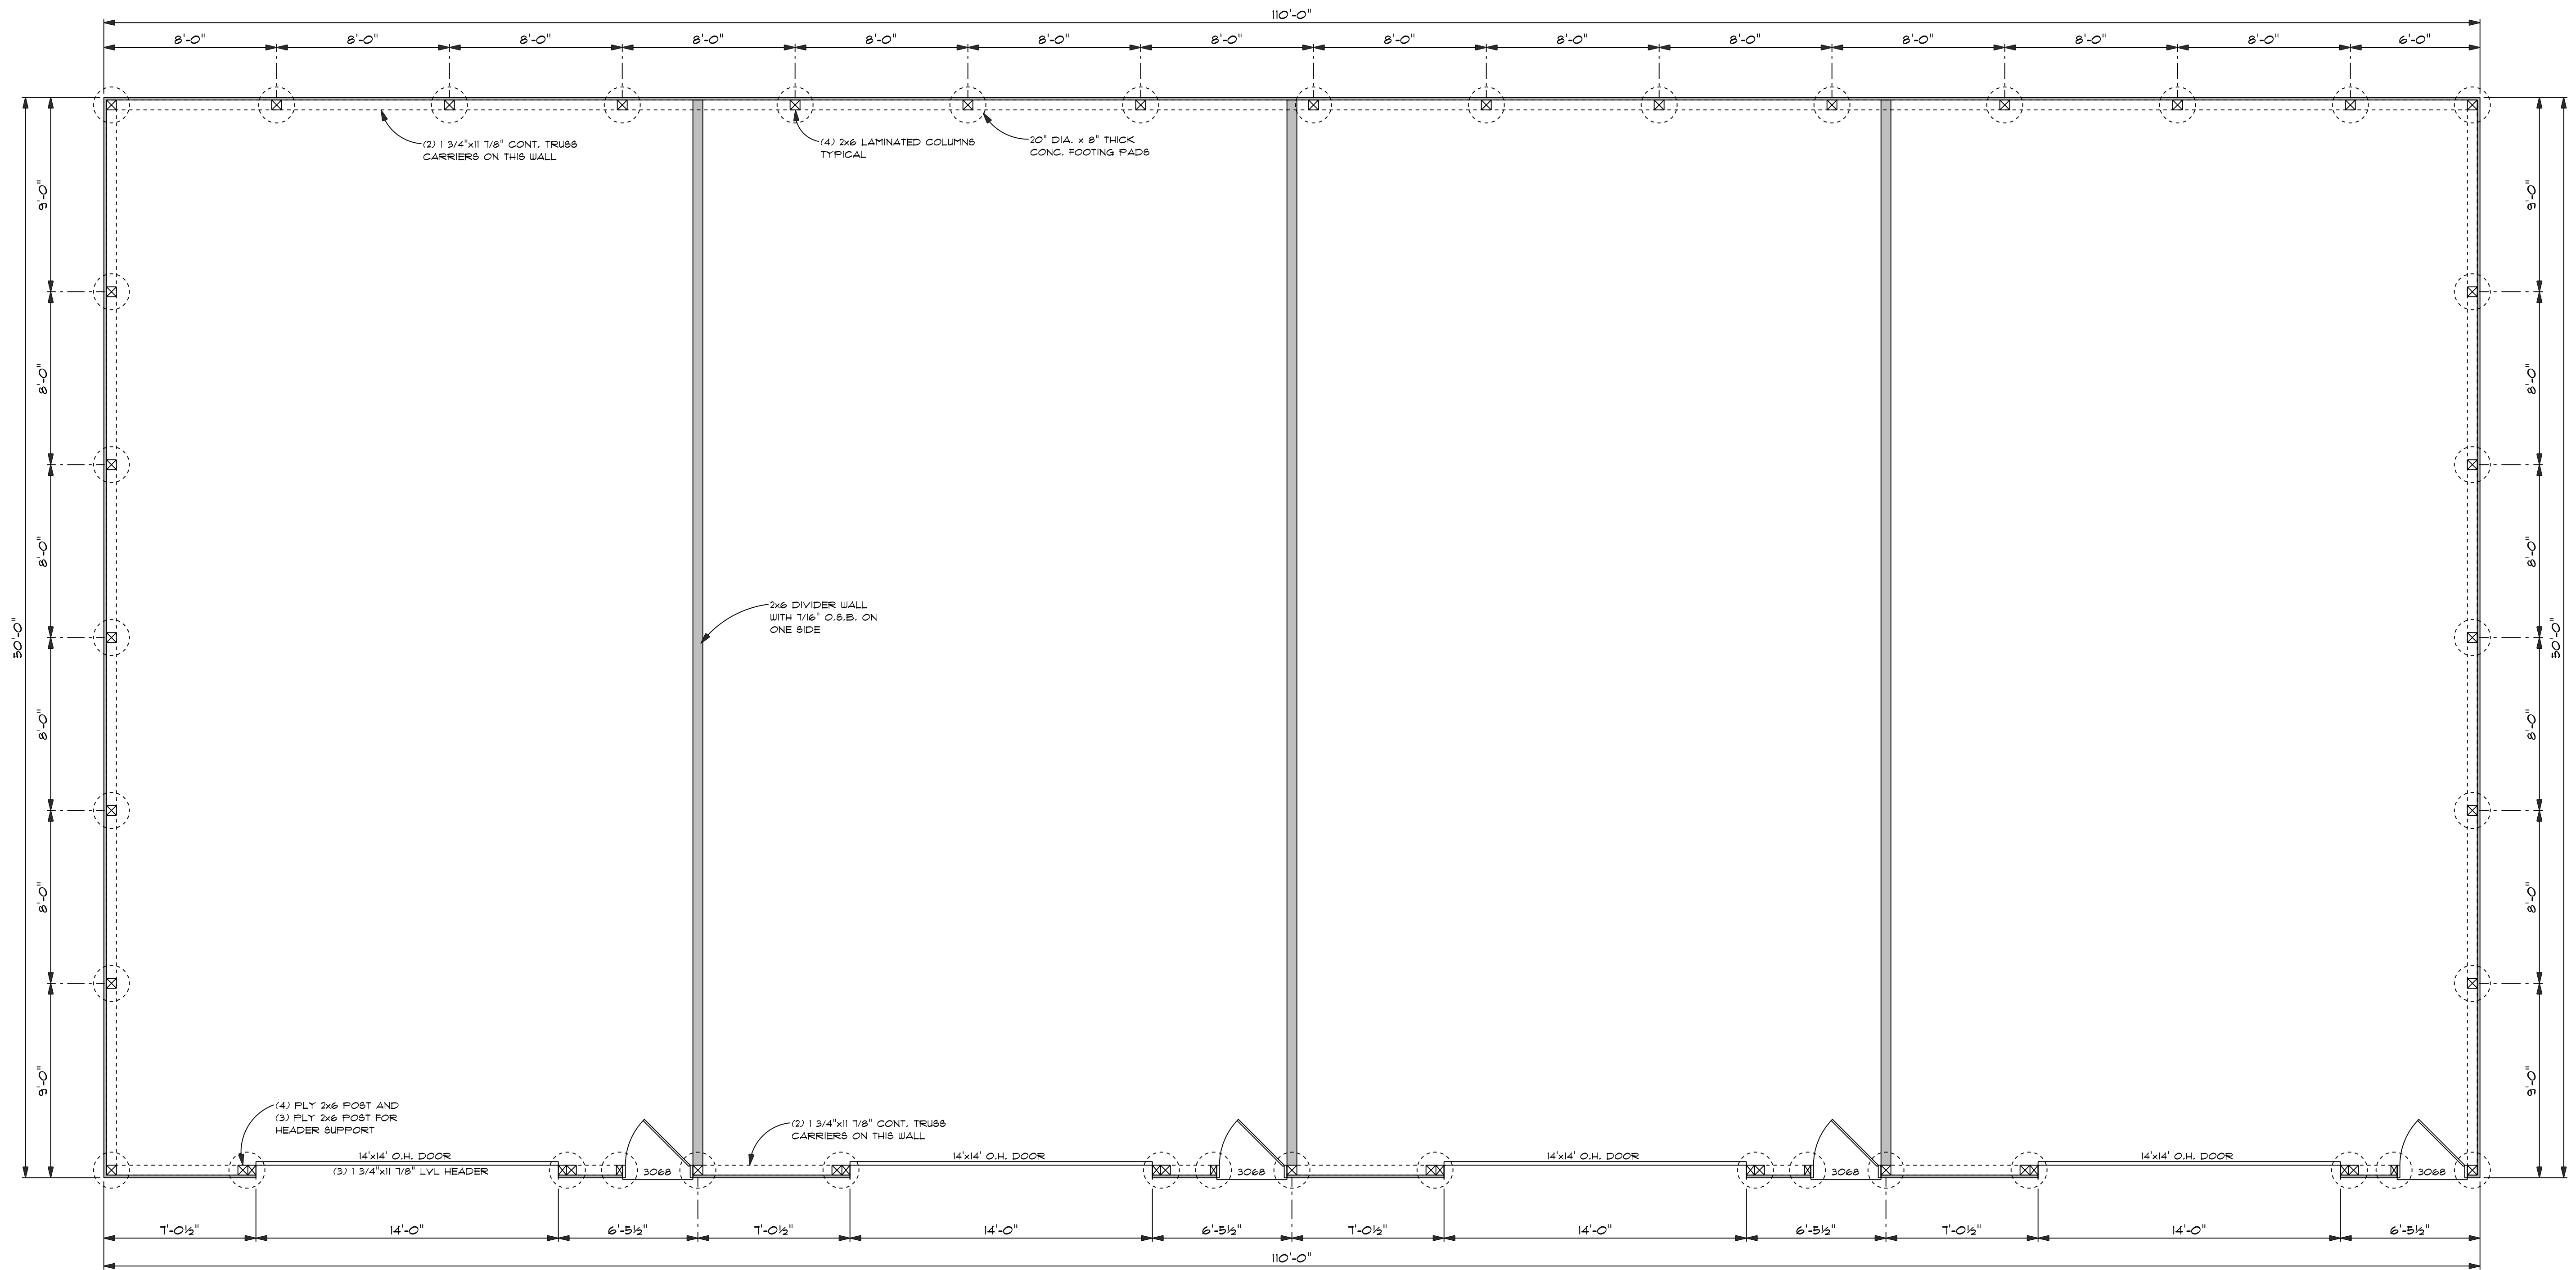 110'-0"
8'-0" 8'-0" 8'-0" 8'-0" 8'-0" 8'-0" 8'-0" 8'-0" 8'-0" 8'-0" 8'-0" 8'-0" 8'-0" 6'-0"
(2) 1 3/4"x11 7/8" CONT. TRUSS
CARRIERS ON THIS WALL
(4) 2x6 LAMINATED COLUMNS
TYPICAL
20" DIA. x 8" THICK
CONC. FOOTING PADS
9'-0"
8'-0"
8'-0"
8'-0"
8'-0"
9'-0"
50'-0"
9'-0"
8'-0"
8'-0"
8'-0"
8'-0"
9'-0"
50'-0"
2x6 DIVIDER WALL
WITH 7/16" O.S.B. ON
ONE SIDE
(4) PLY 2x6 POST AND
(3) PLY 2x6 POST FOR
HEADER SUPPORT
(2) 1 3/4"x11 7/8" CONT. TRUSS
CARRIERS ON THIS WALL
14'x14' O.H. DOOR
(3) 1 3/4"x11 7/8" LVL HEADER
3068
14'x14' O.H. DOOR
3068
14'x14' O.H. DOOR
3068
14'x14' O.H. DOOR
3068
7'-0½" 14'-0" 6'-5½" 7'-0½" 14'-0" 6'-5½" 7'-0½" 14'-0" 6'-5½" 7'-0½" 14'-0" 6'-5½"
110'-0"